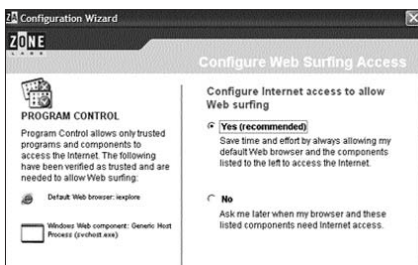 ZA Configuration Wizard
ZONE
LABS
Configure Web Surfing Access
PROGRAM CONTROL
Program Control allows only trusted
programs and components to
access the Internet. The following
have been verified as trusted and are
needed to allow Web surfing:
Default Web browser: iexplore
Windows Web component: Generic Host
Process (svchost.exe)
Configure Internet access to allow
Web surfing
Yes (recommended)
Save time and effort by always allowing my
default Web browser and the components
listed to the left to access the Internet.
No
Ask me later when my browser and these
listed components need Internet access.